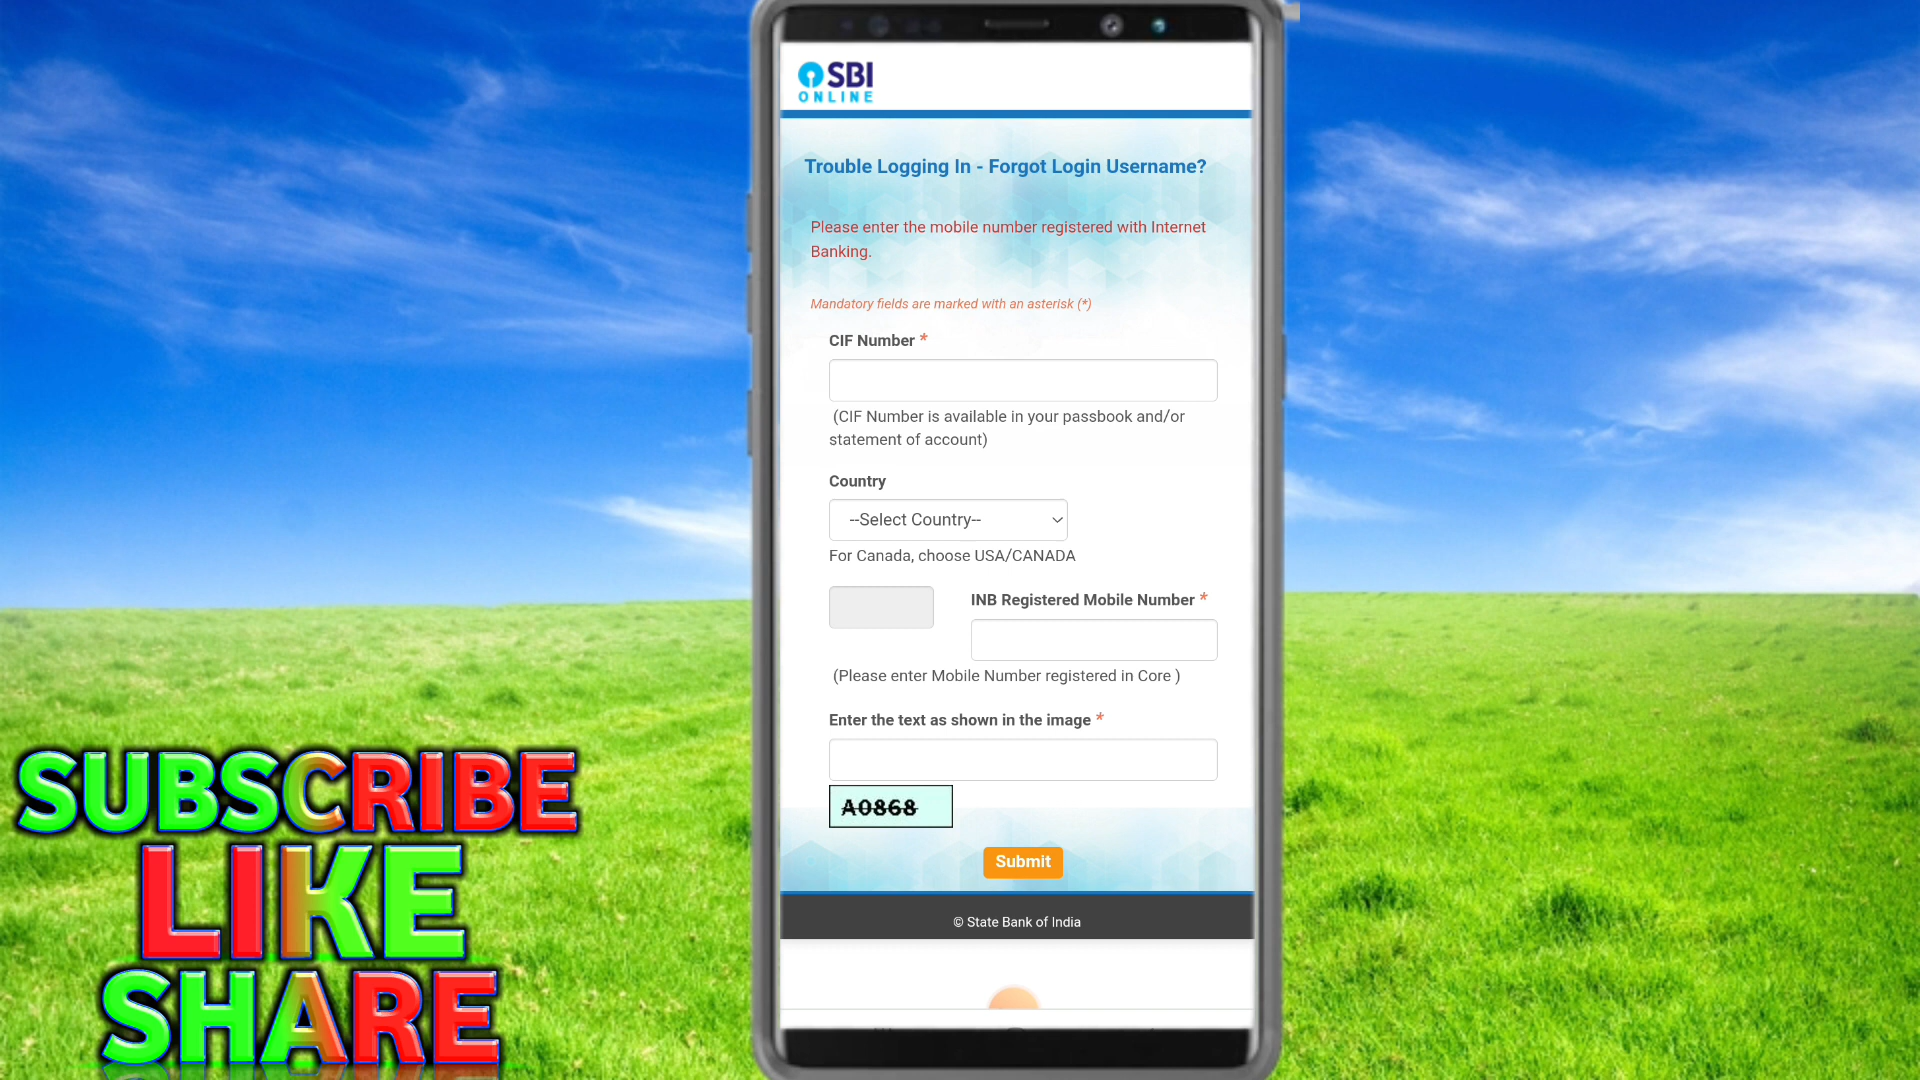 SBI
ONLINE
Trouble Logging In - Forgot Login Username?
Please enter the mobile number registered with Internet
Banking.
Mandatory fields are marked with an asterisk (*)
CIF Number *
(CIF Number is available in your passbook and/or
statement of account)
Country
--Select Country--
For Canada, choose USA/CANADA
INB Registered Mobile Number *
(Please enter Mobile Number registered in Core )
Enter the text as shown in the image *
A0868
Submit
© State Bank of India
SUBSCRIBE
LIKE
SHARE